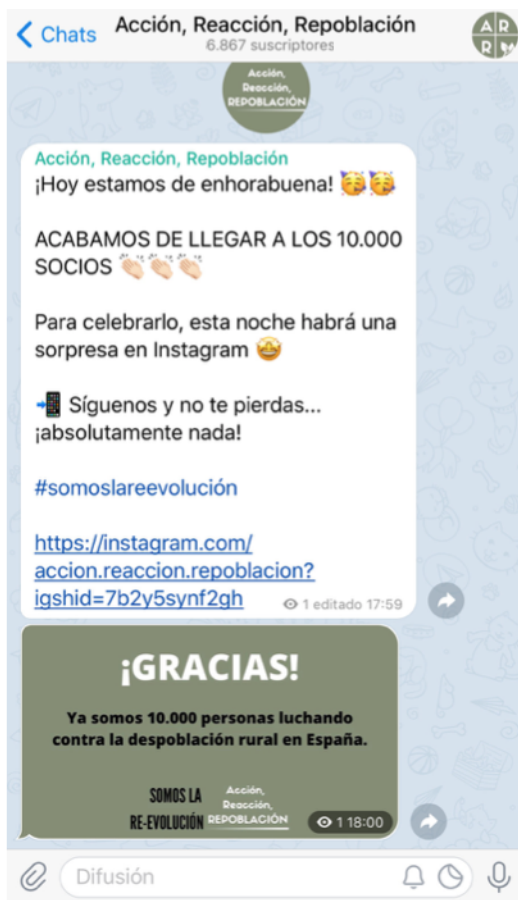 Chats
Acción, Reacción, Repoblación
6.867 suscriptores
A R
R
Acción,
Reacción,
REPOBLACIÓN
Acción, Reacción, Repoblación
¡Hoy estamos de enhorabuena! 🥳🥳
ACABAMOS DE LLEGAR A LOS 10.000
SOCIOS 👏🏻👏🏻👏🏻
Para celebrarlo, esta noche habrá una
sorpresa en Instagram 🤩
📲 Síguenos y no te pierdas...
¡absolutamente nada!
#somoslareevolución
https://instagram.com/
accion.reaccion.repoblacion?
igshid=7b2y5synf2gh
1 editado 17:59
¡GRACIAS!
Ya somos 10.000 personas luchando
contra la despoblación rural en España.
SOMOS LA
RE-EVOLUCIÓN
Acción,
Reacción,
REPOBLACIÓN
1 18:00
Difusión